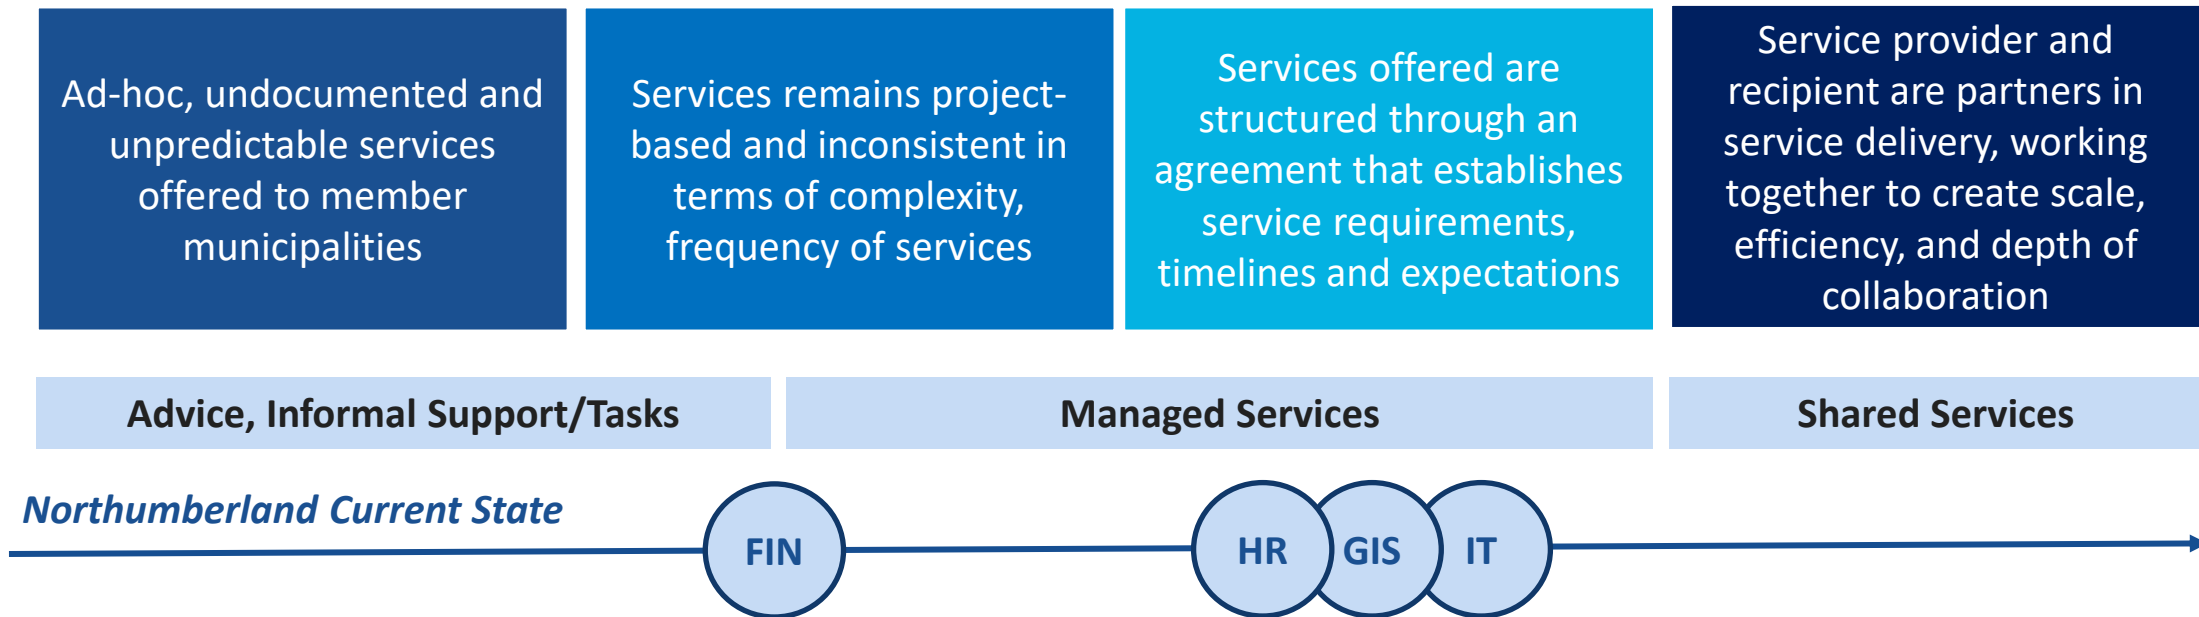 Ad-hoc, undocumented and
unpredictable services
offered to member
municipalities
Services remains project-
based and inconsistent in
terms of complexity,
frequency of services
Services offered are
structured through an
agreement that establishes
service requirements,
timelines and expectations
Service provider and
recipient are partners in
service delivery, working
together to create scale,
efficiency, and depth of
collaboration
Advice, Informal Support/Tasks
Managed Services
Shared Services
Northumberland Current State
FIN
HR
GIS
IT